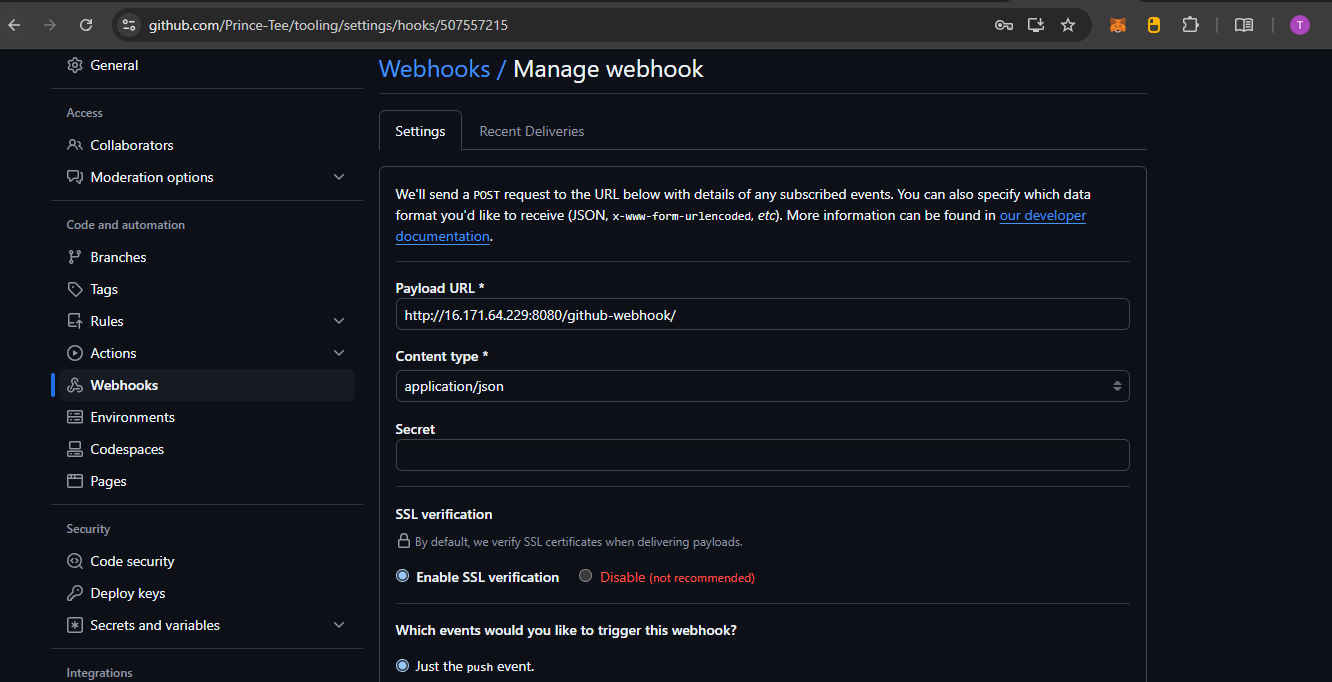 github.com/Prince-Tee/tooling/settings/hooks/507557215
T
General
Access
Collaborators
Moderation options
Code and automation
Branches
Tags
Rules
Actions
Webhooks
Environments
Codespaces
Pages
Security
Code security
Deploy keys
Secrets and variables
Integrations
Webhooks / Manage webhook
Settings
Recent Deliveries
We'll send a POST request to the URL below with details of any subscribed events. You can also specify which data
format you'd like to receive (JSON, x-www-form-urlencoded, etc). More information can be found in our developer
documentation.
Payload URL *
http://16.171.64.229:8080/github-webhook/
Content type *
application/json
Secret
SSL verification
By default, we verify SSL certificates when delivering payloads.
Enable SSL verification
Disable (not recommended)
Which events would you like to trigger this webhook?
Just the push event.